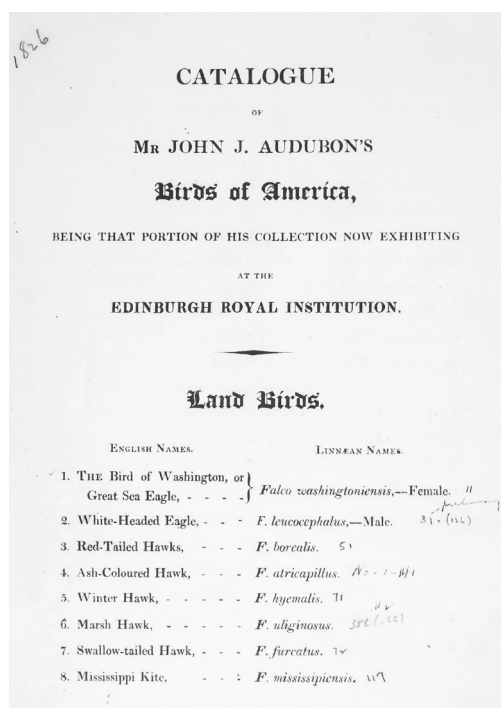 1826
CATALOGUE
OF
MR JOHN J. AUDUBON'S
Birds of America,
BEING THAT PORTION OF HIS COLLECTION NOW EXHIBITING
AT THE
EDINBURGH ROYAL INSTITUTION.
Land Birds.
ENGLISH NAMES. LINNÆAN NAMES.
1. THE Bird of Washington, or
Great Sea Eagle, - - - - } Falco washingtoniensis,—Female. 11
2. White-Headed Eagle, - - - F. leucocephalus,—Male. 31. (126)
3. Red-Tailed Hawks, - - - F. borealis. 51
4. Ash-Coloured Hawk, - - - F. atricapillus.
5. Winter Hawk, - - - - - F. hyemalis. 71
6. Marsh Hawk, - - - - - F. uliginosus.
7. Swallow-tailed Hawk, - - - F. furcatus. 72
8. Mississippi Kite, - - - F. mississipiensis. 117